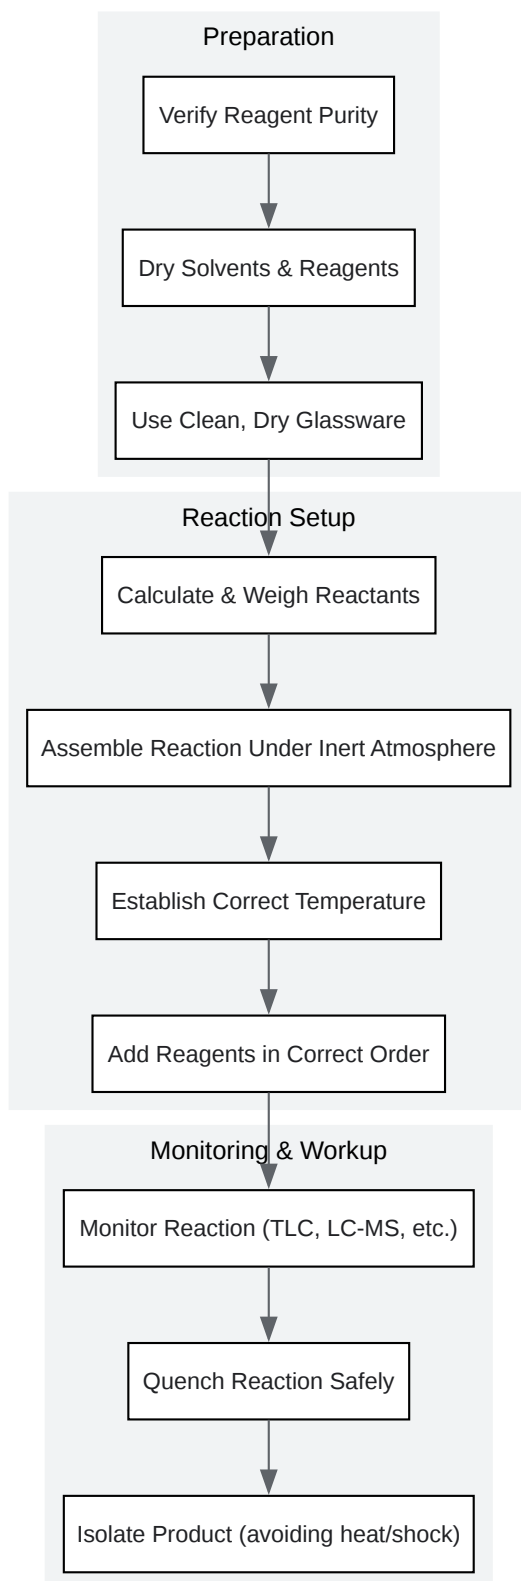 Preparation
Verify Reagent Purity
Dry Solvents & Reagents
Use Clean, Dry Glassware
Reaction Setup
Calculate & Weigh Reactants
Assemble Reaction Under Inert Atmosphere
Establish Correct Temperature
Add Reagents in Correct Order
Monitoring & Workup
Monitor Reaction (TLC, LC-MS, etc.)
Quench Reaction Safely
Isolate Product (avoiding heat/shock)